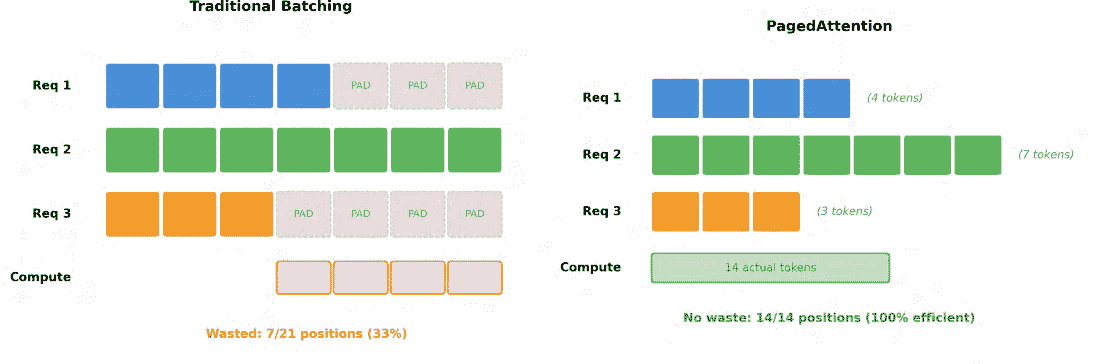 Traditional Batching
Req 1
PAD PAD PAD
Req 2
Req 3
PAD PAD PAD PAD
Compute
Wasted: 7/21 positions (33%)
PagedAttention
Req 1
(4 tokens)
Req 2
(7 tokens)
Req 3
(3 tokens)
Compute
14 actual tokens
No waste: 14/14 positions (100% efficient)